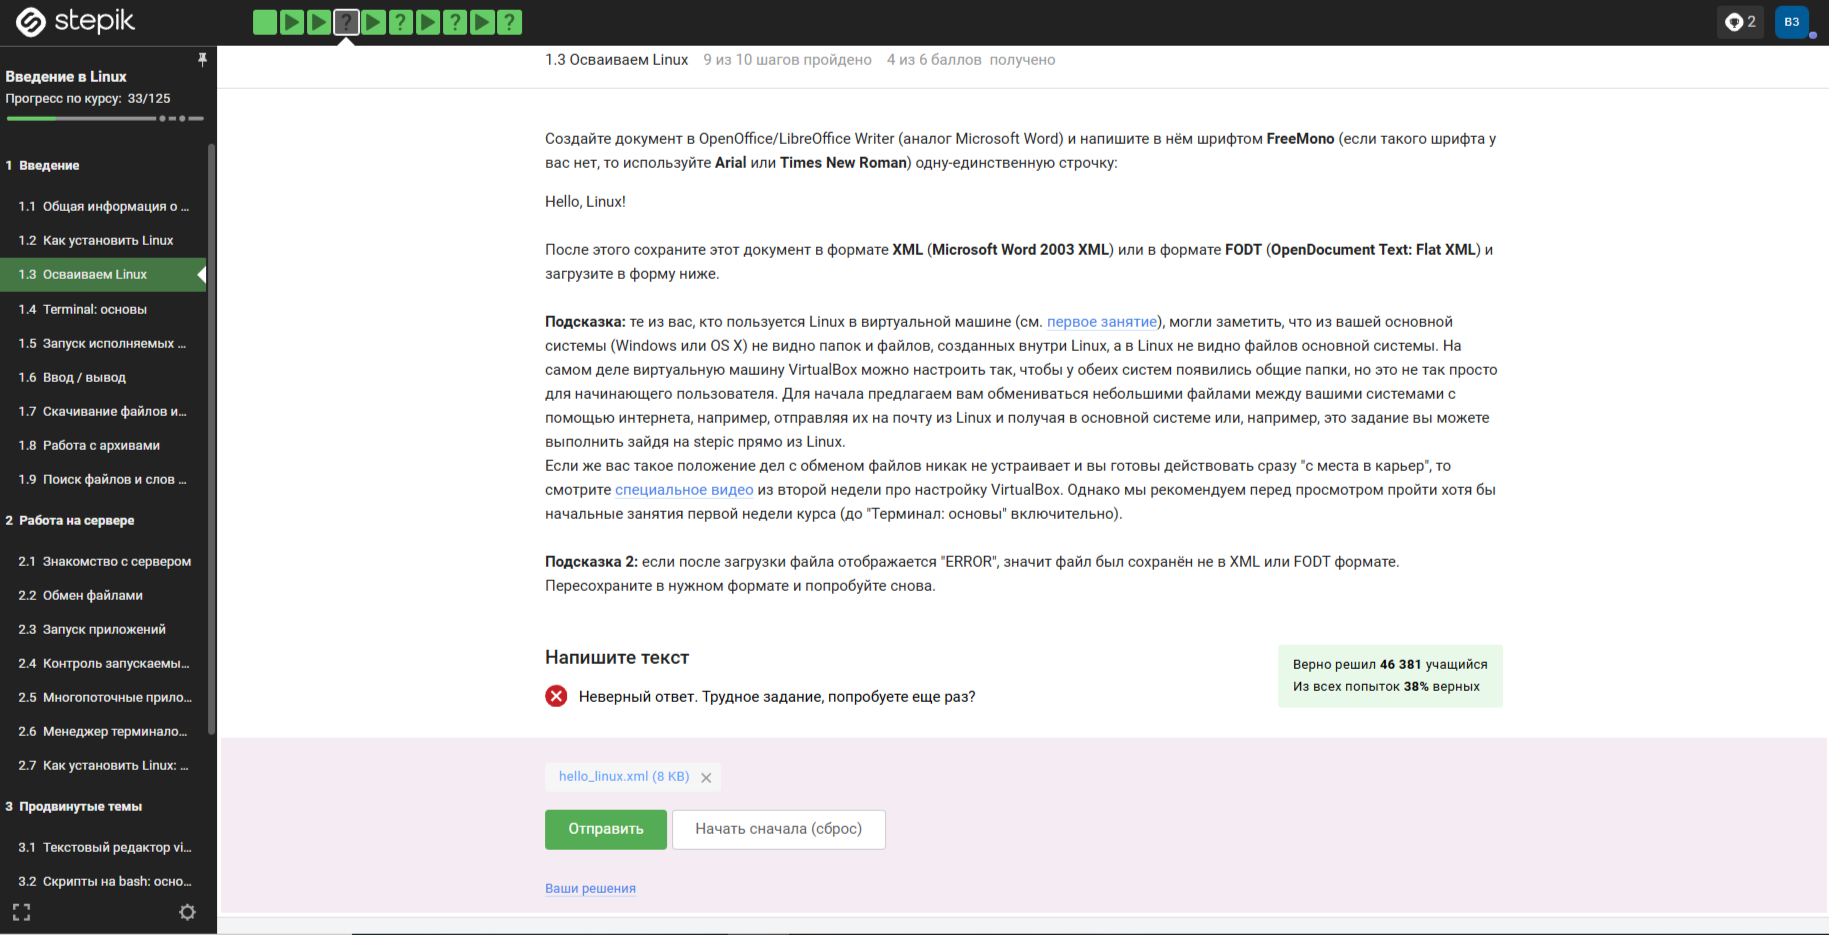 stepik
2
ВЗ
Введение в Linux
Прогресс по курсу: 33/125
1 Введение
1.1 Общая информация о ...
1.2 Как установить Linux
1.3 Осваиваем Linux
1.4 Terminal: основы
1.5 Запуск исполняемых ...
1.6 Ввод / вывод
1.7 Скачивание файлов и...
1.8 Работа с архивами
1.9 Поиск файлов и слов ...
2 Работа на сервере
2.1 Знакомство с сервером
2.2 Обмен файлами
2.3 Запуск приложений
2.4 Контроль запускаемы...
2.5 Многопоточные прило...
2.6 Менеджер терминало...
2.7 Как установить Linux: ...
3 Продвинутые темы
3.1 Текстовый редактор vi...
3.2 Скрипты на bash: осно...
1.3 Осваиваем Linux 9 из 10 шагов пройдено 4 из 6 баллов получено
Создайте документ в OpenOffice/LibreOffice Writer (аналог Microsoft Word) и напишите в нём шрифтом FreeMono (если такого шрифта у
вас нет, то используйте Arial или Times New Roman) одну-единственную строчку:
Hello, Linux!
После этого сохраните этот документ в формате XML (Microsoft Word 2003 XML) или в формате FODT (OpenDocument Text: Flat XML) и
загрузите в форму ниже.
Подсказка: те из вас, кто пользуется Linux в виртуальной машине (см. первое занятие), могли заметить, что из вашей основной
системы (Windows или OS X) не видно папок и файлов, созданных внутри Linux, а в Linux не видно файлов основной системы. На
самом деле виртуальную машину VirtualBox можно настроить так, чтобы у обеих систем появились общие папки, но это не так просто
для начинающего пользователя. Для начала предлагаем вам обмениваться небольшими файлами между вашими системами с
помощью интернета, например, отправляя их на почту из Linux и получая в основной системе или, например, это задание вы можете
выполнить зайдя на stepic прямо из Linux.
Если же вас такое положение дел с обменом файлов никак не устраивает и вы готовы действовать сразу "с места в карьер", то
смотрите специальное видео из второй недели про настройку VirtualBox. Однако мы рекомендуем перед просмотром пройти хотя бы
начальные занятия первой недели курса (до "Терминал: основы" включительно).
Подсказка 2: если после загрузки файла отображается "ERROR", значит файл был сохранён не в XML или FODT формате.
Пересохраните в нужном формате и попробуйте снова.
Напишите текст
Неверный ответ. Трудное задание, попробуете еще раз?
Верно решил 46 381 учащийся
Из всех попыток 38% верных
hello_linux.xml (8 KB)
Отправить
Начать сначала (сброс)
Ваши решения